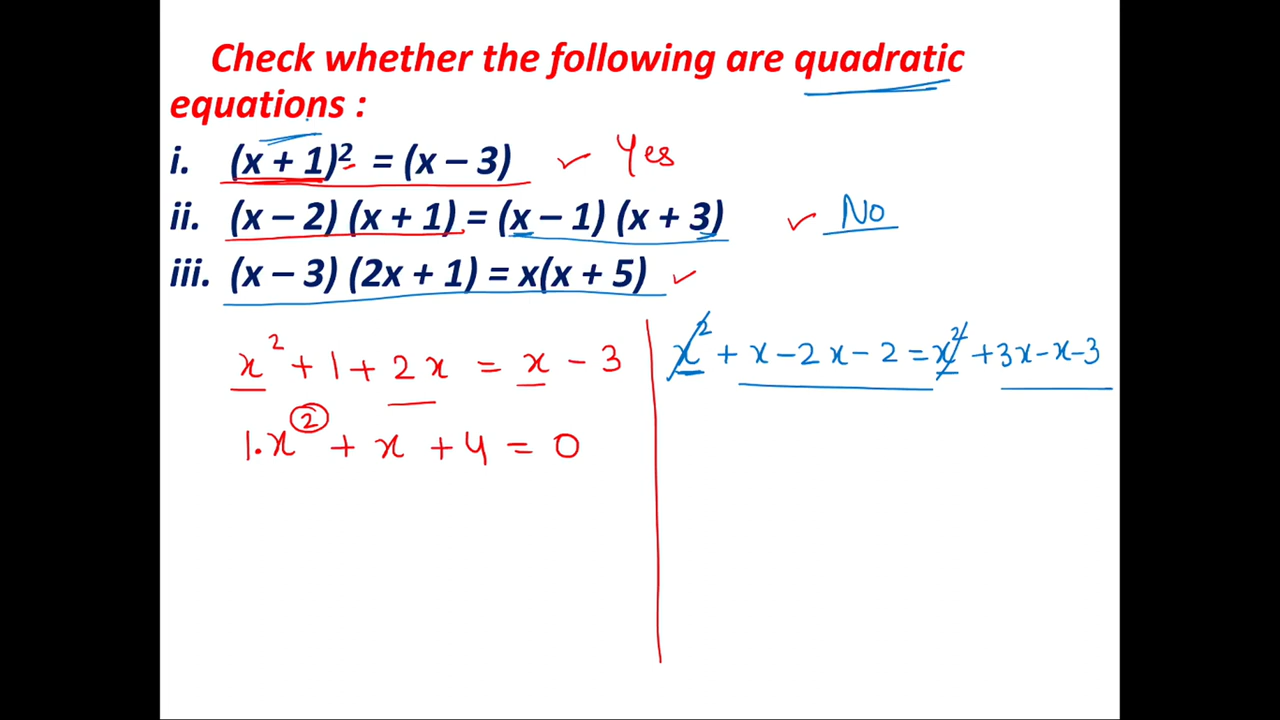 Check whether the following are quadratic
equations :
i. (x + 1)² = (x – 3) ✓ Yes
ii. (x – 2) (x + 1) = (x – 1) (x + 3) ✓ No
iii. (x – 3) (2x + 1) = x(x + 5) ✓
x² + 1 + 2x = x - 3
1.x² + x + 4 = 0
x² + x - 2x - 2 = x² + 3x - x - 3